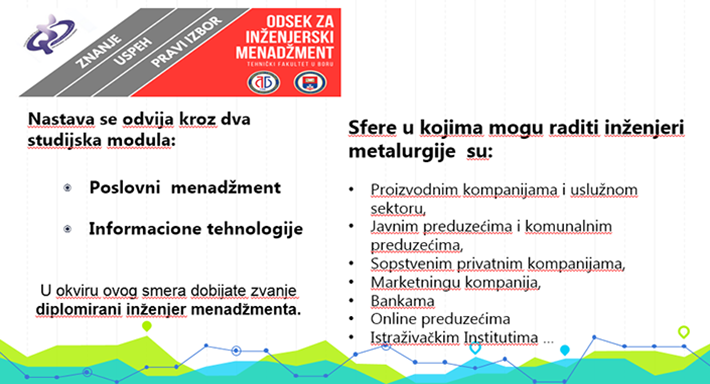 ZNANJE
USPEH
PRAVI IZBOR
ODSEK ZA
INŽENJERSKI
MENADŽMENT
TEHNIČKI FAKULTET U BORU
Nastava se odvija kroz dva
studijska modula:
Poslovni menadžment
Informacione tehnologije
U okviru ovog smera dobijate zvanje
diplomirani inženjer menadžmenta.
Sfere u kojima mogu raditi inženjeri
metalurgije su:
• Proizvodnim kompanijama i uslužnom
sektoru,
• Javnim preduzećima i komunalnim
preduzećima,
• Sopstvenim privatnim kompanijama,
• Marketningu kompanija,
• Bankama
• Online preduzećima
• Istraživačkim Institutima ...